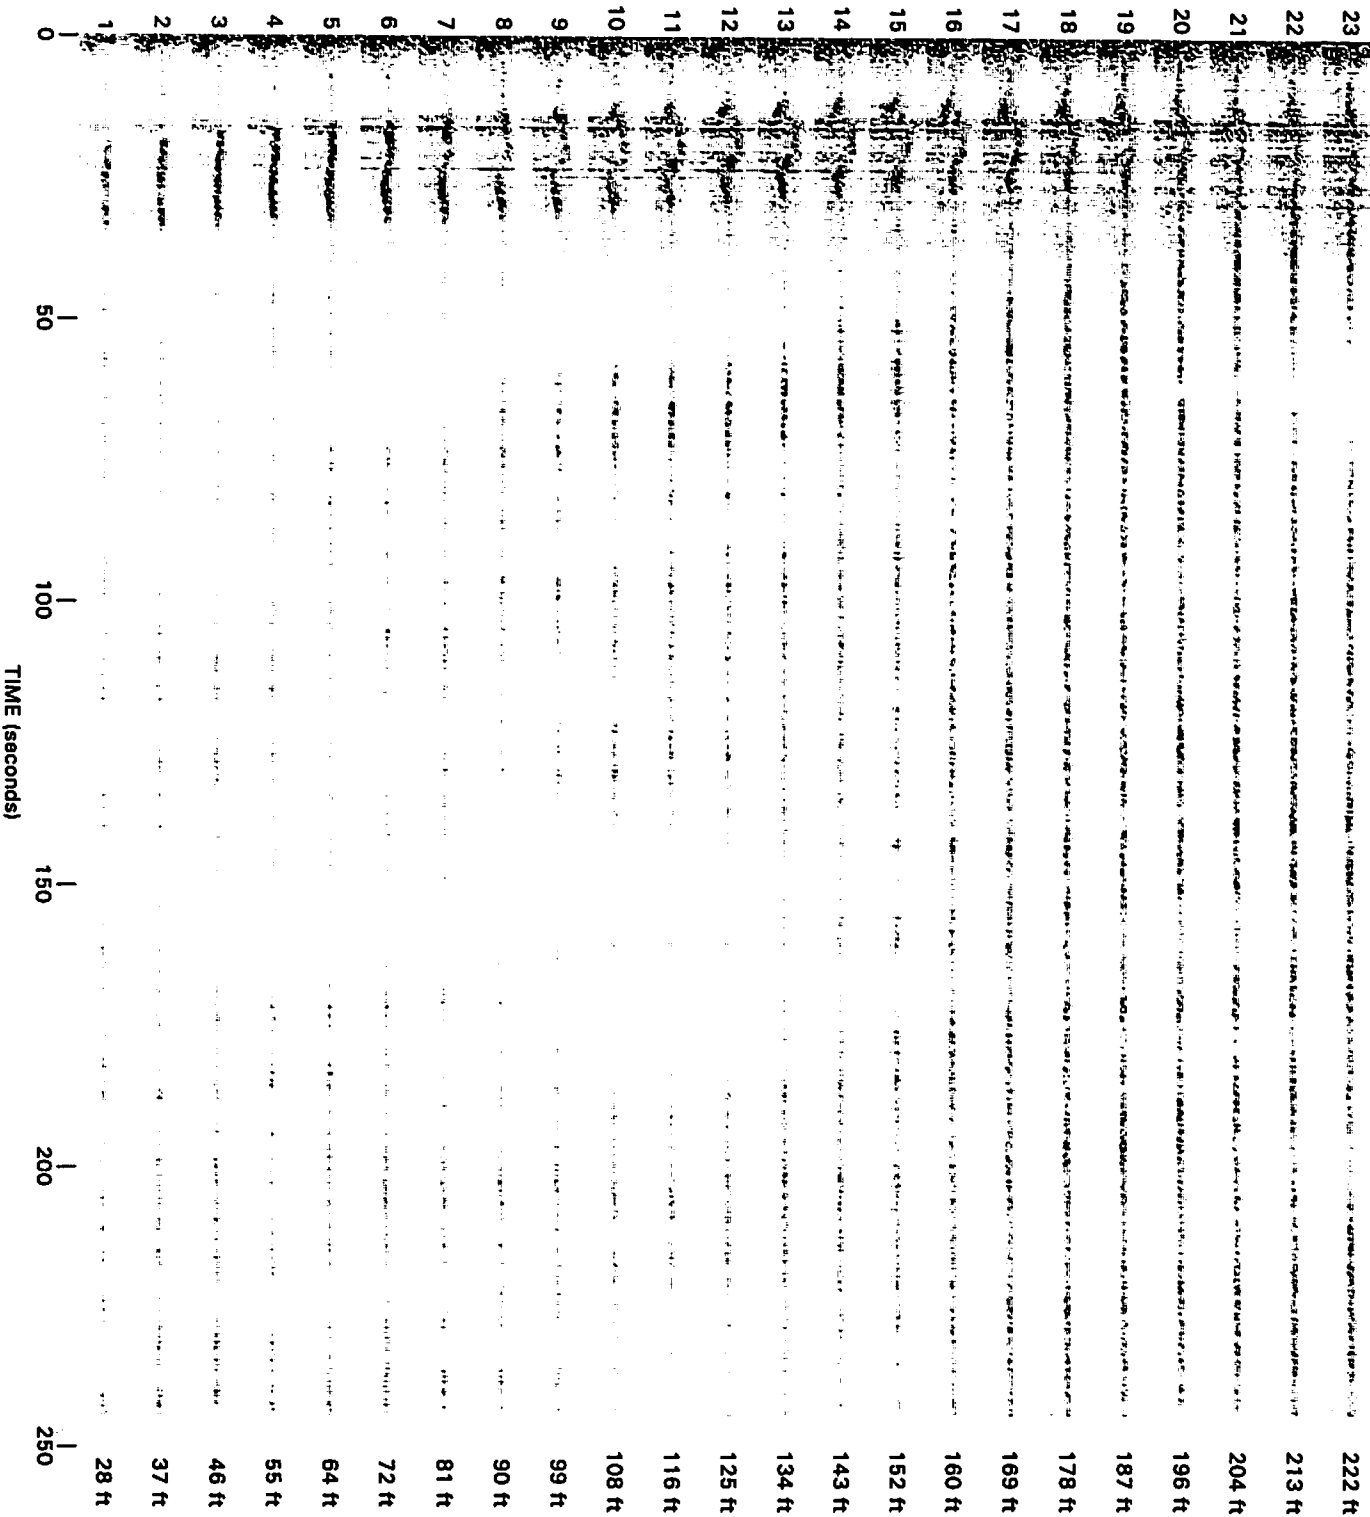 23 222 ft
22 213 ft
21 204 ft
20 196 ft
19 187 ft
18 178 ft
17 169 ft
16 160 ft
15 152 ft
14 143 ft
13 134 ft
12 125 ft
11 116 ft
10 108 ft
9 99 ft
8 90 ft
7 81 ft
6 72 ft
5 64 ft
4 55 ft
3 46 ft
2 37 ft
1 28 ft
0 50 100 150 200 250
TIME (seconds)